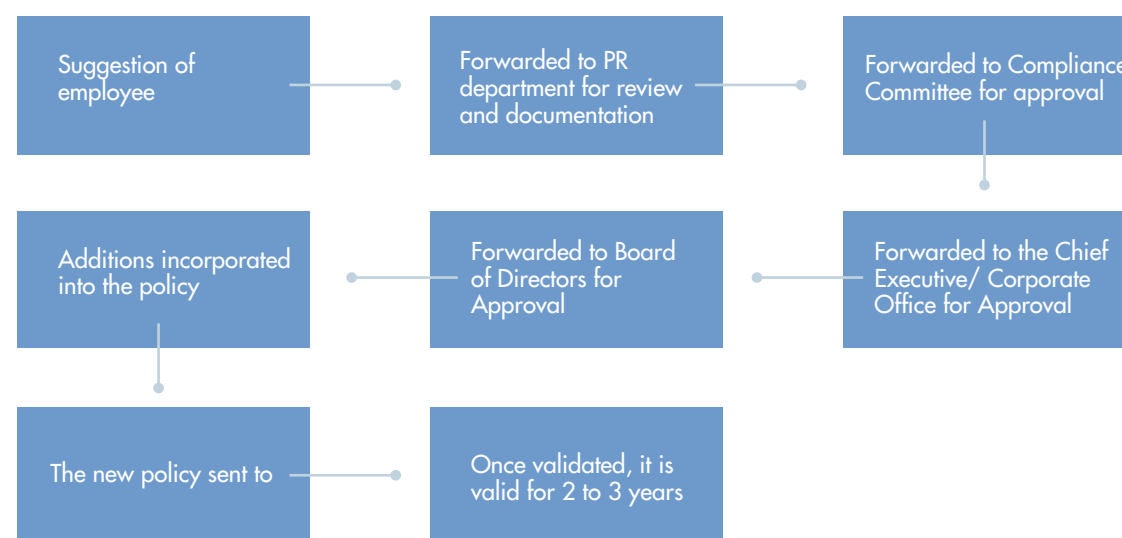 Suggestion of
employee
Forwarded to PR
department for review
and documentation
Forwarded to Compliance
Committee for approval
Forwarded to the Chief
Executive/ Corporate
Office for Approval
Forwarded to Board
of Directors for
Approval
Additions incorporated
into the policy
The new policy sent to
Once validated, it is
valid for 2 to 3 years